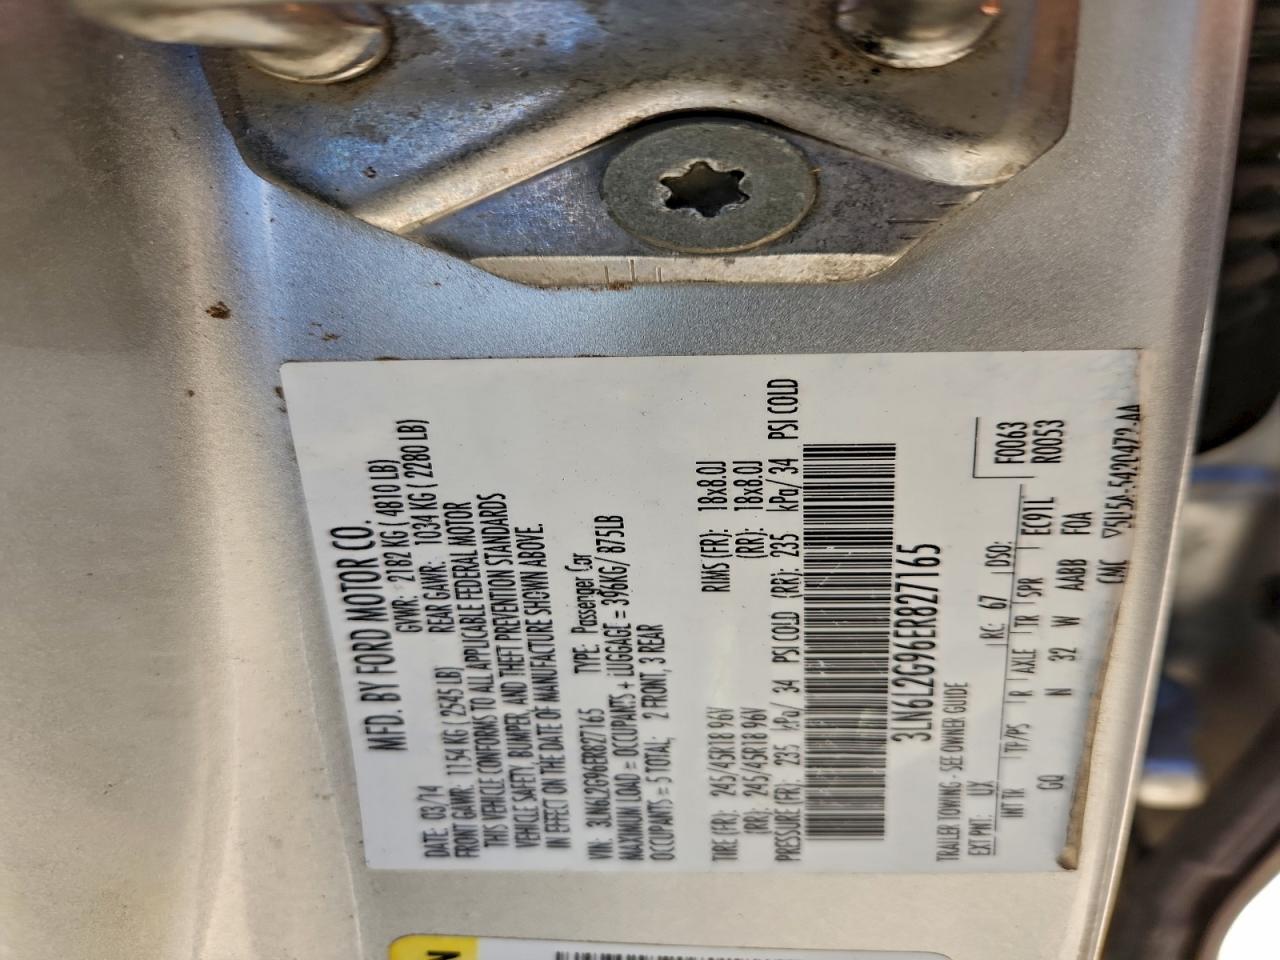 MFD. BY FORD MOTOR CO.
DATE: 03/14 GVWR: 2182 KG ( 4810 LB)
FRONT GAWR: 1154 KG ( 2545 LB) REAR GAWR: 1034 KG ( 2280 LB)
THIS VEHICLE CONFORMS TO ALL APPLICABLE FEDERAL MOTOR
VEHICLE SAFETY, BUMPER, AND THEFT PREVENTION STANDARDS
IN EFFECT ON THE DATE OF MANUFACTURE SHOWN ABOVE.
VIN: 3LN6L2G96ER827165 TYPE: Passenger Car
MAXIMUM LOAD = OCCUPANTS + LUGGAGE = 396KG/ 875LB
OCCUPANTS = 5 TOTAL; 2 FRONT, 3 REAR
TIRE (FR): 245/45R18 96V RIMS (FR): 18x8.0J
(RR): 245/45R18 96V (RR): 18x8.0J
PRESSURE (FR): 235 kPa/ 34 PSI COLD (RR): 235 kPa/ 34 PSI COLD
3LN6L2G96ER827165
TRAILER TOWING - SEE OWNER GUIDE
EXT PNT: UX RC: 67 DSO: F0063
R0053
INT TR TP/PS R AXLE TR SPR EC91L
GQ N 32 W AABB F0A
CMC ▽5U5A-5420472-AA
N